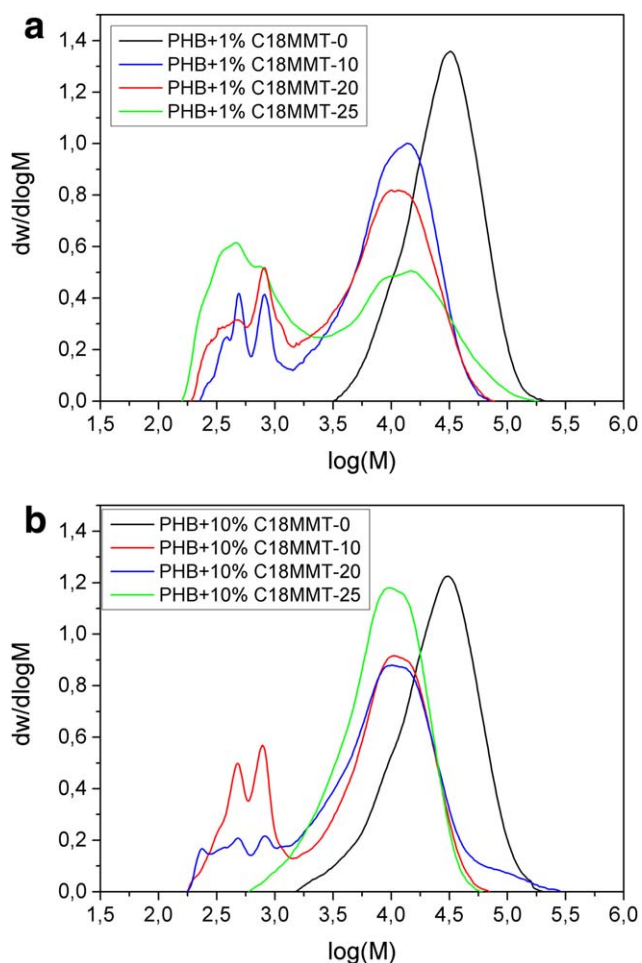 a
PHB+1% C18MMT-0
PHB+1% C18MMT-10
PHB+1% C18MMT-20
PHB+1% C18MMT-25
dw/dlogM
1,4
1,2
1,0
0,8
0,6
0,4
0,2
0,0
1,5 2,0 2,5 3,0 3,5 4,0 4,5 5,0 5,5 6,0
log(M)
b
PHB+10% C18MMT-0
PHB+10% C18MMT-10
PHB+10% C18MMT-20
PHB+10% C18MMT-25
dw/dlogM
1,4
1,2
1,0
0,8
0,6
0,4
0,2
0,0
1,5 2,0 2,5 3,0 3,5 4,0 4,5 5,0 5,5 6,0
log(M)